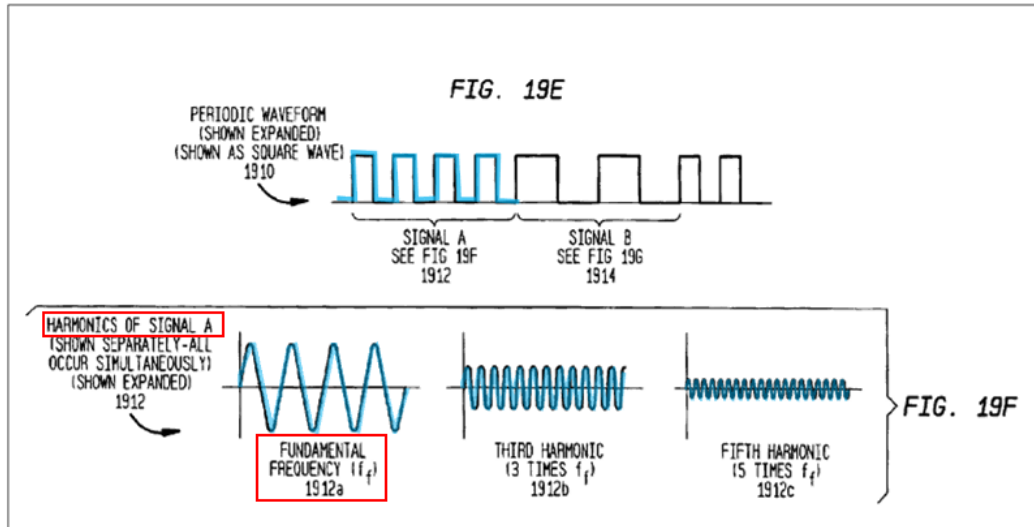 FIG. 19E
PERIODIC WAVEFORM
(SHOWN EXPANDED)
(SHOWN AS SQUARE WAVE)
1910
SIGNAL A
SEE FIG 19F
1912
SIGNAL B
SEE FIG 19G
1914
HARMONICS OF SIGNAL A
(SHOWN SEPARATELY-ALL
OCCUR SIMULTANEOUSLY)
(SHOWN EXPANDED)
1912
FUNDAMENTAL
FREQUENCY (ff)
1912a
THIRD HARMONIC
(3 TIMES ff)
1912b
FIFTH HARMONIC
(5 TIMES ff)
1912c
FIG. 19F